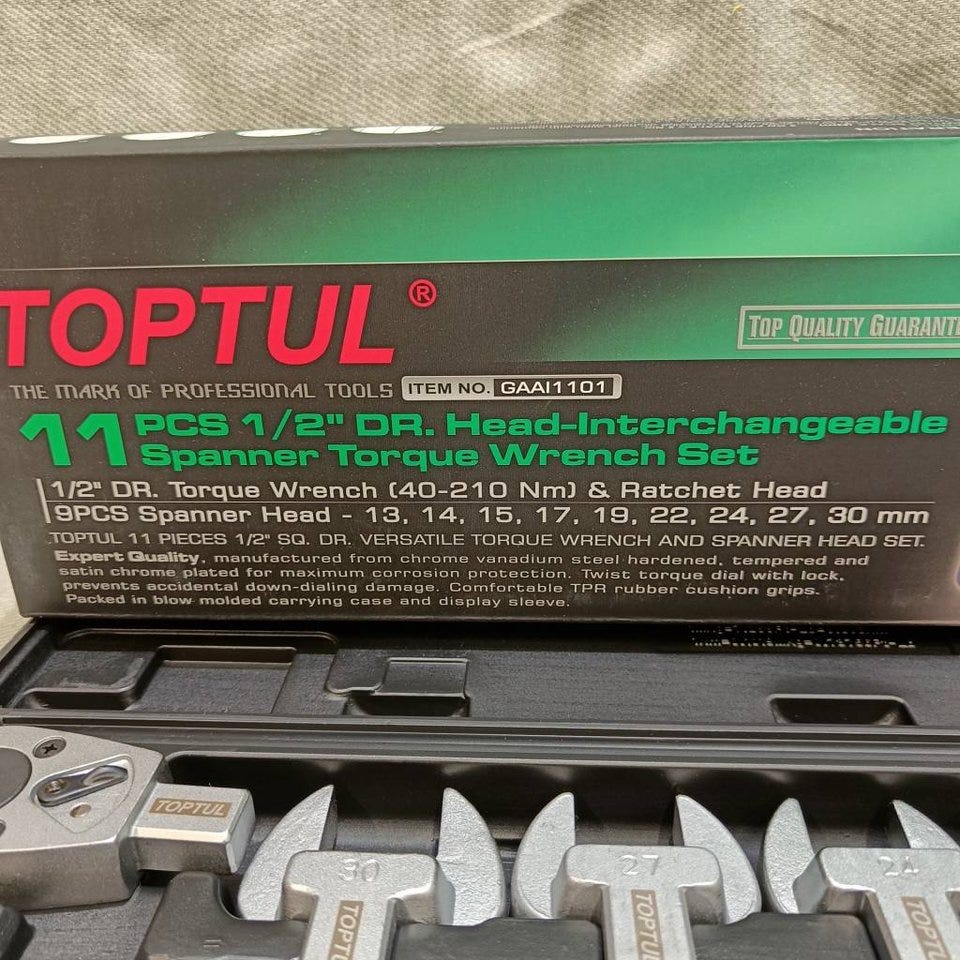 TOPTUL®
TOP QUALITY GUARANTE
THE MARK OF PROFESSIONAL TOOLS
ITEM NO. GAAI1101
11 PCS 1/2" DR. Head-Interchangeable
Spanner Torque Wrench Set
1/2" DR. Torque Wrench (40-210 Nm) & Ratchet Head
9PCS Spanner Head - 13, 14, 15, 17, 19, 22, 24, 27, 30 mm
TOPTUL 11 PIECES 1/2" SQ. DR. VERSATILE TORQUE WRENCH AND SPANNER HEAD SET.
Expert Quality, manufactured from chrome vanadium steel hardened, tempered and
satin chrome plated for maximum corrosion protection. Twist torque dial with lock,
prevents accidental down-dialing damage. Comfortable TPR rubber cushion grips.
Packed in blow molded carrying case and display sleeve.
TOPTUL
30
27
24
TOPTUL
TOPTUL
TOPTUL